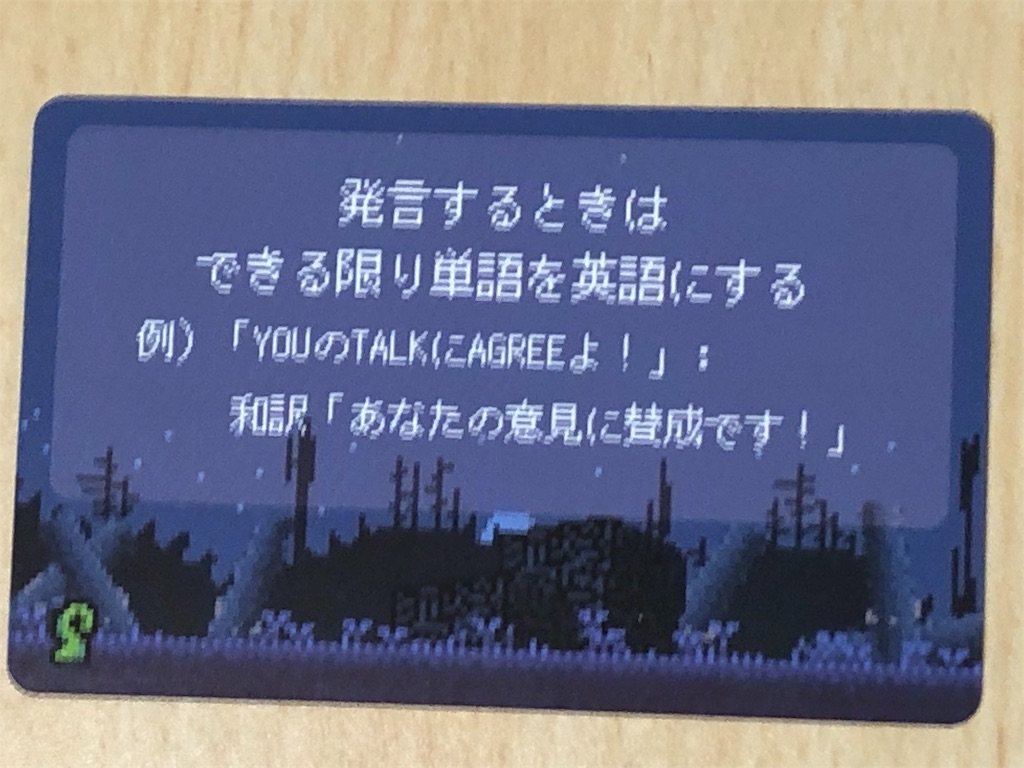 発言するときは
できる限り単語を英語にする
例）「YOUのTALKにAGREEよ！」：
和訳「あなたの意見に賛成です！」